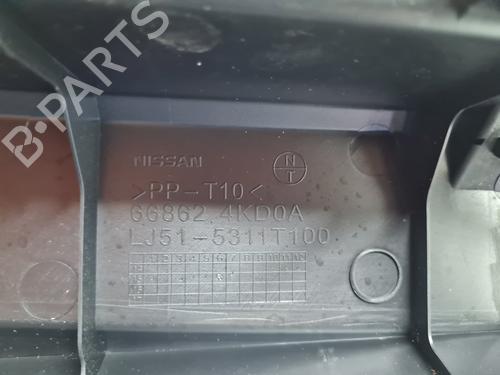 B-PARTS
NISSAN
N
T
>PP-T10<
66862 4KD0A
LJ51-5311T100